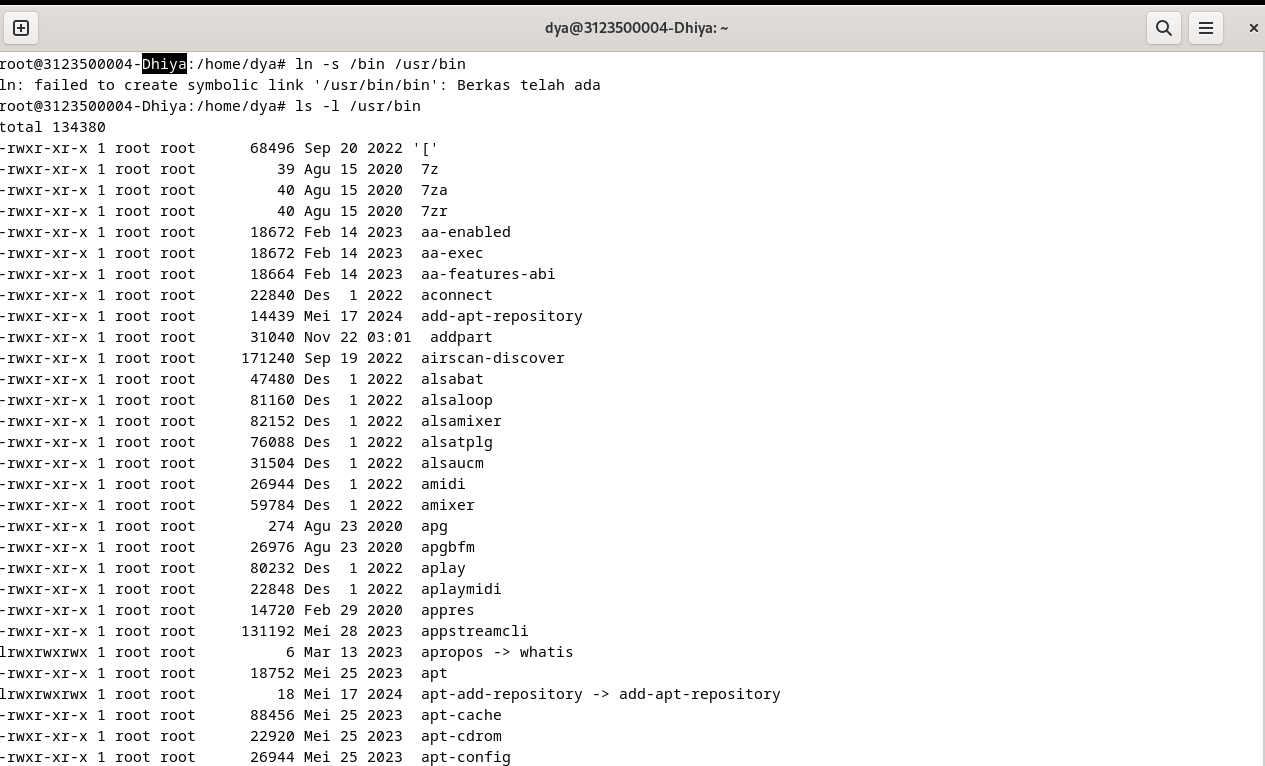 dya@3123500004-Dhiya: ~
root@3123500004-Dhiya:/home/dya# ln -s /bin /usr/bin
ln: failed to create symbolic link '/usr/bin/bin': Berkas telah ada
root@3123500004-Dhiya:/home/dya# ls -l /usr/bin
total 134380
-rwxr-xr-x 1 root root      68496 Sep 20 2022 '['
-rwxr-xr-x 1 root root         39 Agu 15 2020  7z
-rwxr-xr-x 1 root root         40 Agu 15 2020  7za
-rwxr-xr-x 1 root root         40 Agu 15 2020  7zr
-rwxr-xr-x 1 root root      18672 Feb 14 2023  aa-enabled
-rwxr-xr-x 1 root root      18672 Feb 14 2023  aa-exec
-rwxr-xr-x 1 root root      18664 Feb 14 2023  aa-features-abi
-rwxr-xr-x 1 root root      22840 Des  1 2022  aconnect
-rwxr-xr-x 1 root root      14439 Mei 17 2024  add-apt-repository
-rwxr-xr-x 1 root root      31040 Nov 22 03:01  addpart
-rwxr-xr-x 1 root root     171240 Sep 19 2022  airscan-discover
-rwxr-xr-x 1 root root      47480 Des  1 2022  alsabat
-rwxr-xr-x 1 root root      81160 Des  1 2022  alsaloop
-rwxr-xr-x 1 root root      82152 Des  1 2022  alsamixer
-rwxr-xr-x 1 root root      76088 Des  1 2022  alsatplg
-rwxr-xr-x 1 root root      31504 Des  1 2022  alsaucm
-rwxr-xr-x 1 root root      26944 Des  1 2022  amidi
-rwxr-xr-x 1 root root      59784 Des  1 2022  amixer
-rwxr-xr-x 1 root root        274 Agu 23 2020  apg
-rwxr-xr-x 1 root root      26976 Agu 23 2020  apgbfm
-rwxr-xr-x 1 root root      80232 Des  1 2022  aplay
-rwxr-xr-x 1 root root      22848 Des  1 2022  aplaymidi
-rwxr-xr-x 1 root root      14720 Feb 29 2020  appres
-rwxr-xr-x 1 root root     131192 Mei 28 2023  appstreamcli
lrwxrwxrwx 1 root root          6 Mar 13 2023  apropos -> whatis
-rwxr-xr-x 1 root root      18752 Mei 25 2023  apt
lrwxrwxrwx 1 root root         18 Mei 17 2024  apt-add-repository -> add-apt-repository
-rwxr-xr-x 1 root root      88456 Mei 25 2023  apt-cache
-rwxr-xr-x 1 root root      22920 Mei 25 2023  apt-cdrom
-rwxr-xr-x 1 root root      26944 Mei 25 2023  apt-config